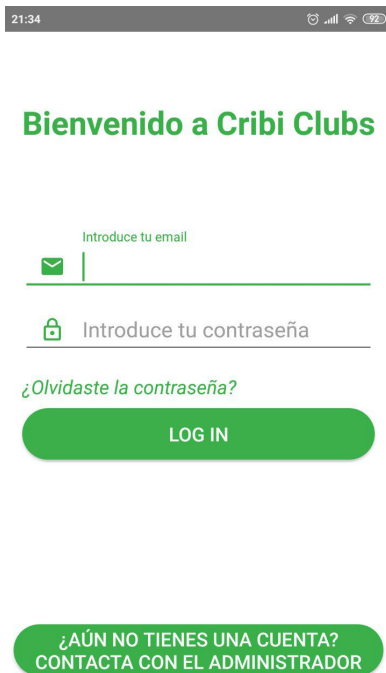 21:34
92
Bienvenido a Cribi Clubs
Introduce tu email
Introduce tu contraseña
¿Olvidaste la contraseña?
LOG IN
¿AÚN NO TIENES UNA CUENTA?
CONTACTA CON EL ADMINISTRADOR